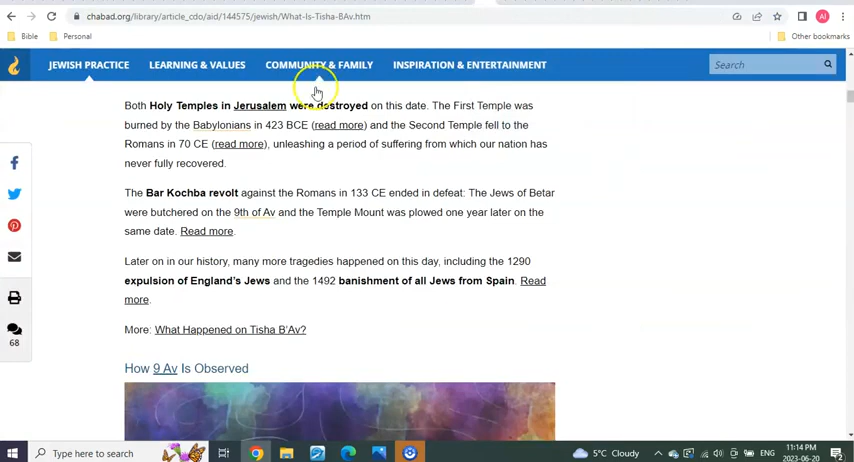 chabad.org/library/article_cdo/aid/144575/jewish/What-Is-Tisha-BAv.htm
AI
Bible
Personal
Other bookmarks
JEWISH PRACTICE
LEARNING & VALUES
COMMUNITY & FAMILY
INSPIRATION & ENTERTAINMENT
Search
Both Holy Temples in Jerusalem were destroyed on this date. The First Temple was
burned by the Babylonians in 423 BCE (read more) and the Second Temple fell to the
Romans in 70 CE (read more), unleashing a period of suffering from which our nation has
never fully recovered.
The Bar Kochba revolt against the Romans in 133 CE ended in defeat: The Jews of Betar
were butchered on the 9th of Av and the Temple Mount was plowed one year later on the
same date. Read more.
Later on in our history, many more tragedies happened on this day, including the 1290
expulsion of England's Jews and the 1492 banishment of all Jews from Spain. Read
more.
68
More: What Happened on Tisha B'Av?
How 9 Av Is Observed
Type here to search
5°C Cloudy
ENG
11:14 PM
2023-06-20
2